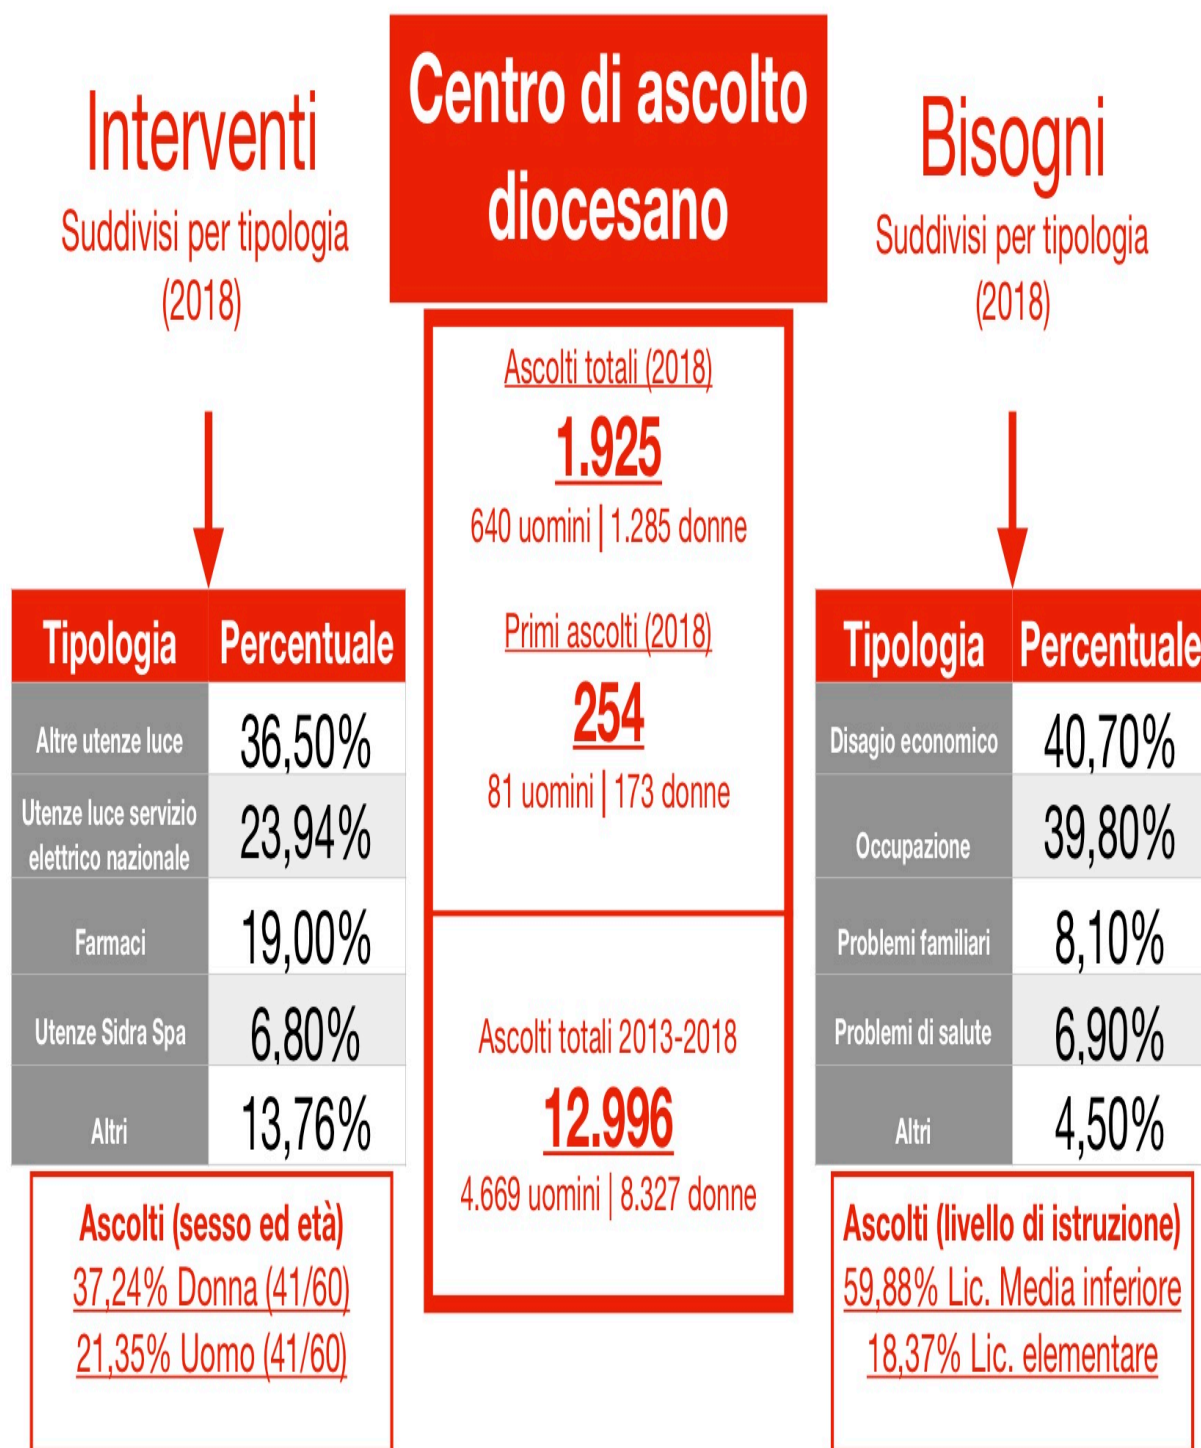 Interventi
Suddivisi per tipologia
(2018)
Tipologia Percentuale
Altre utenze luce 36,50%
Utenze luce servizio
elettrico nazionale 23,94%
Farmaci 19,00%
Utenze Sidra Spa 6,80%
Altri 13,76%
Ascolti (sesso ed età)
37,24% Donna (41/60)
21,35% Uomo (41/60)
Centro di ascolto
diocesano
Ascolti totali (2018)
1.925
640 uomini | 1.285 donne
Primi ascolti (2018)
254
81 uomini | 173 donne
Ascolti totali 2013-2018
12.996
4.669 uomini | 8.327 donne
Bisogni
Suddivisi per tipologia
(2018)
Tipologia Percentuale
Disagio economico 40,70%
Occupazione 39,80%
Problemi familiari 8,10%
Problemi di salute 6,90%
Altri 4,50%
Ascolti (livello di istruzione)
59,88% Lic. Media inferiore
18,37% Lic. elementare